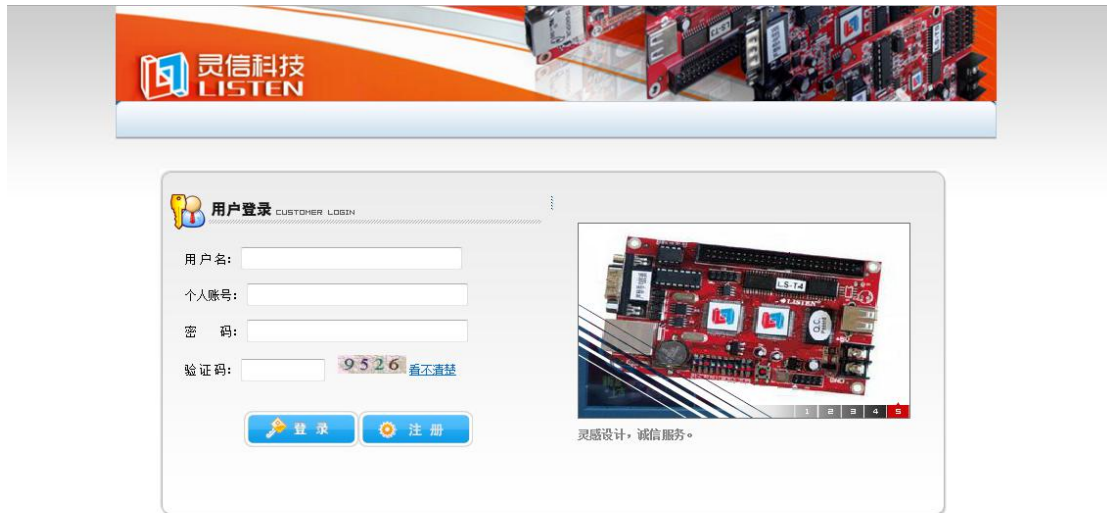 灵信科技
LISTEN
用户登录 CUSTOMER LOGIN
用户名:
个人账号:
密 码:
验证码: 9526 看不清楚
登 录 注 册
LS-T4
LISTEN
1 2 3 4 5
灵感设计，诚信服务。